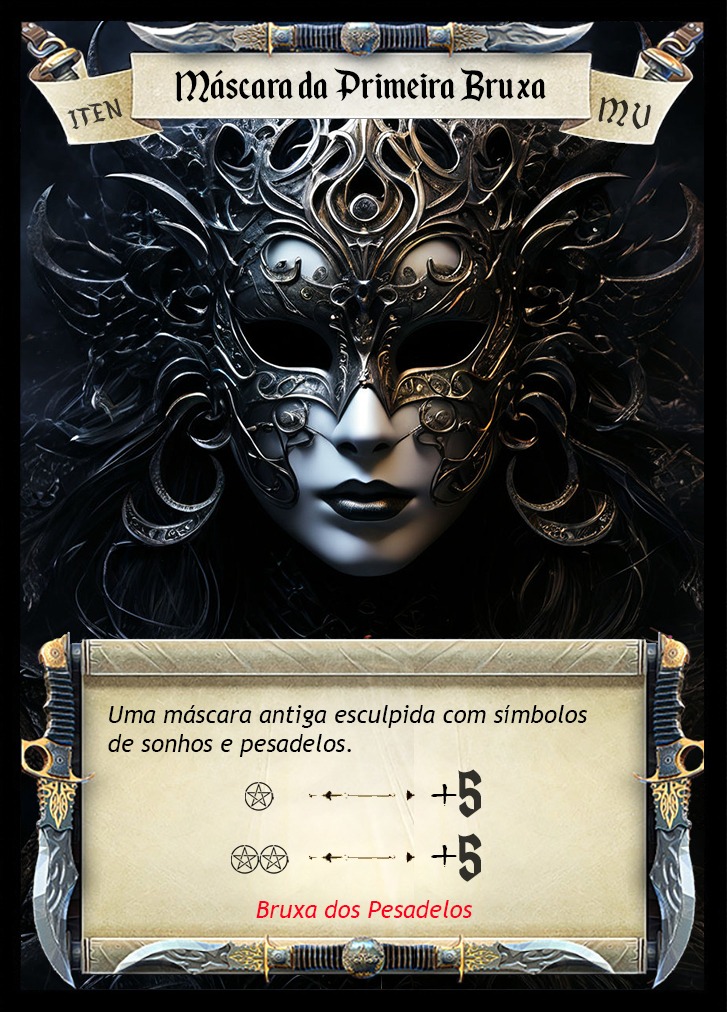 Máscara da Primeira Bruxa
ITEN
MU
Uma máscara antiga esculpida com símbolos
de sonhos e pesadelos.
+5
+5
Bruxa dos Pesadelos